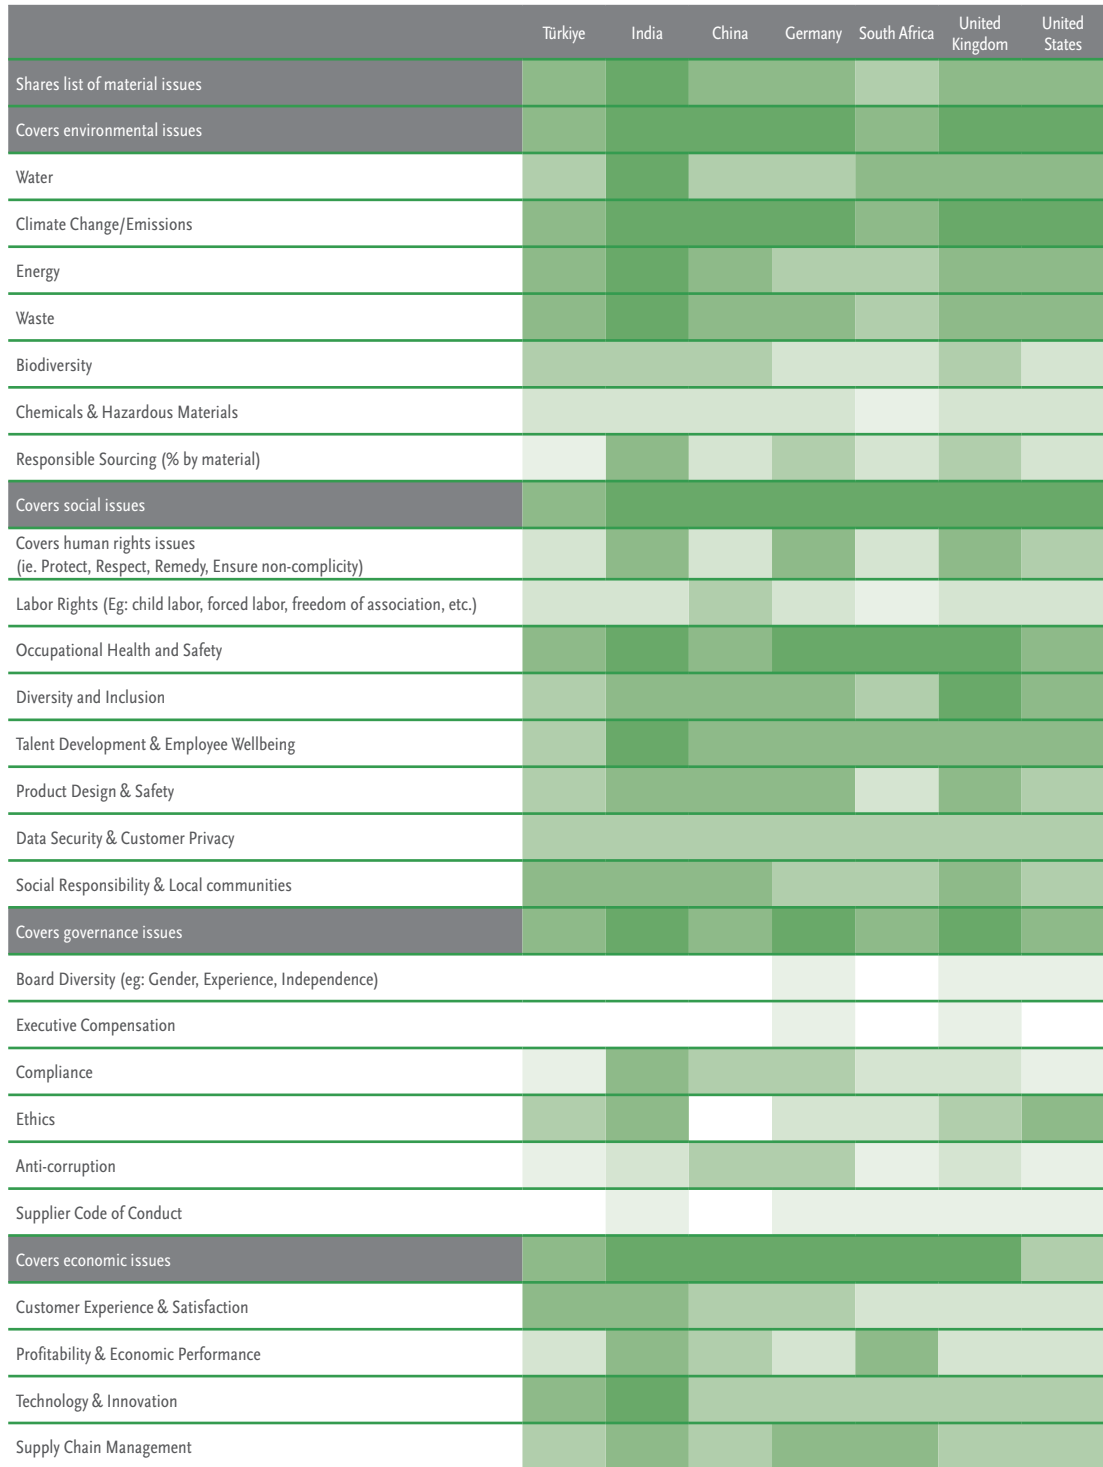 Türkiye India China Germany South Africa United Kingdom United States
Shares list of material issues
Covers environmental issues
Water
Climate Change/Emissions
Energy
Waste
Biodiversity
Chemicals & Hazardous Materials
Responsible Sourcing (% by material)
Covers social issues
Covers human rights issues
(ie. Protect, Respect, Remedy, Ensure non-complicity)
Labor Rights (Eg: child labor, forced labor, freedom of association, etc.)
Occupational Health and Safety
Diversity and Inclusion
Talent Development & Employee Wellbeing
Product Design & Safety
Data Security & Customer Privacy
Social Responsibility & Local communities
Covers governance issues
Board Diversity (eg: Gender, Experience, Independence)
Executive Compensation
Compliance
Ethics
Anti-corruption
Supplier Code of Conduct
Covers economic issues
Customer Experience & Satisfaction
Profitability & Economic Performance
Technology & Innovation
Supply Chain Management